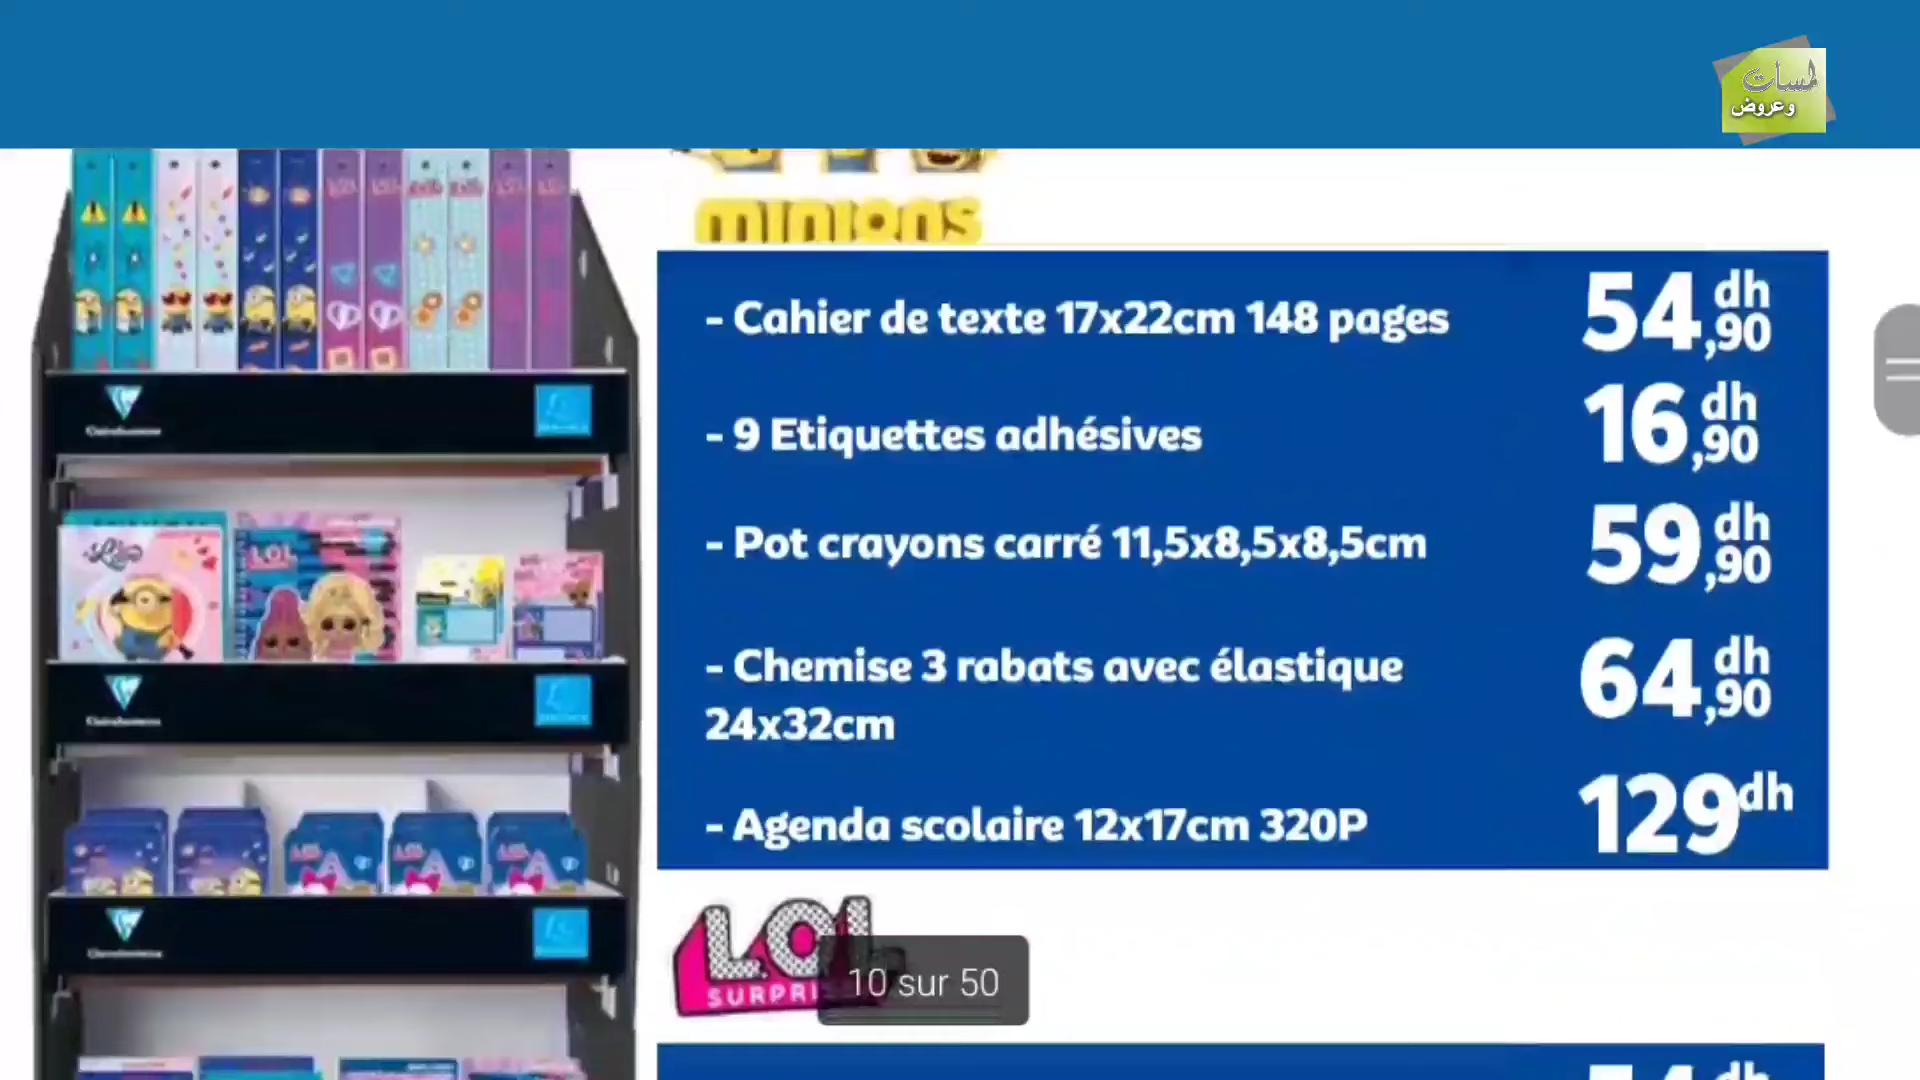 لمسات
وعروض
minions
- Cahier de texte 17x22cm 148 pages 54,90 dh
- 9 Etiquettes adhésives 16,90 dh
- Pot crayons carré 11,5x8,5x8,5cm 59,90 dh
- Chemise 3 rabats avec élastique 64,90 dh
24x32cm
- Agenda scolaire 12x17cm 320P 129 dh
L.O.L.
10 sur 50
dh
LOL